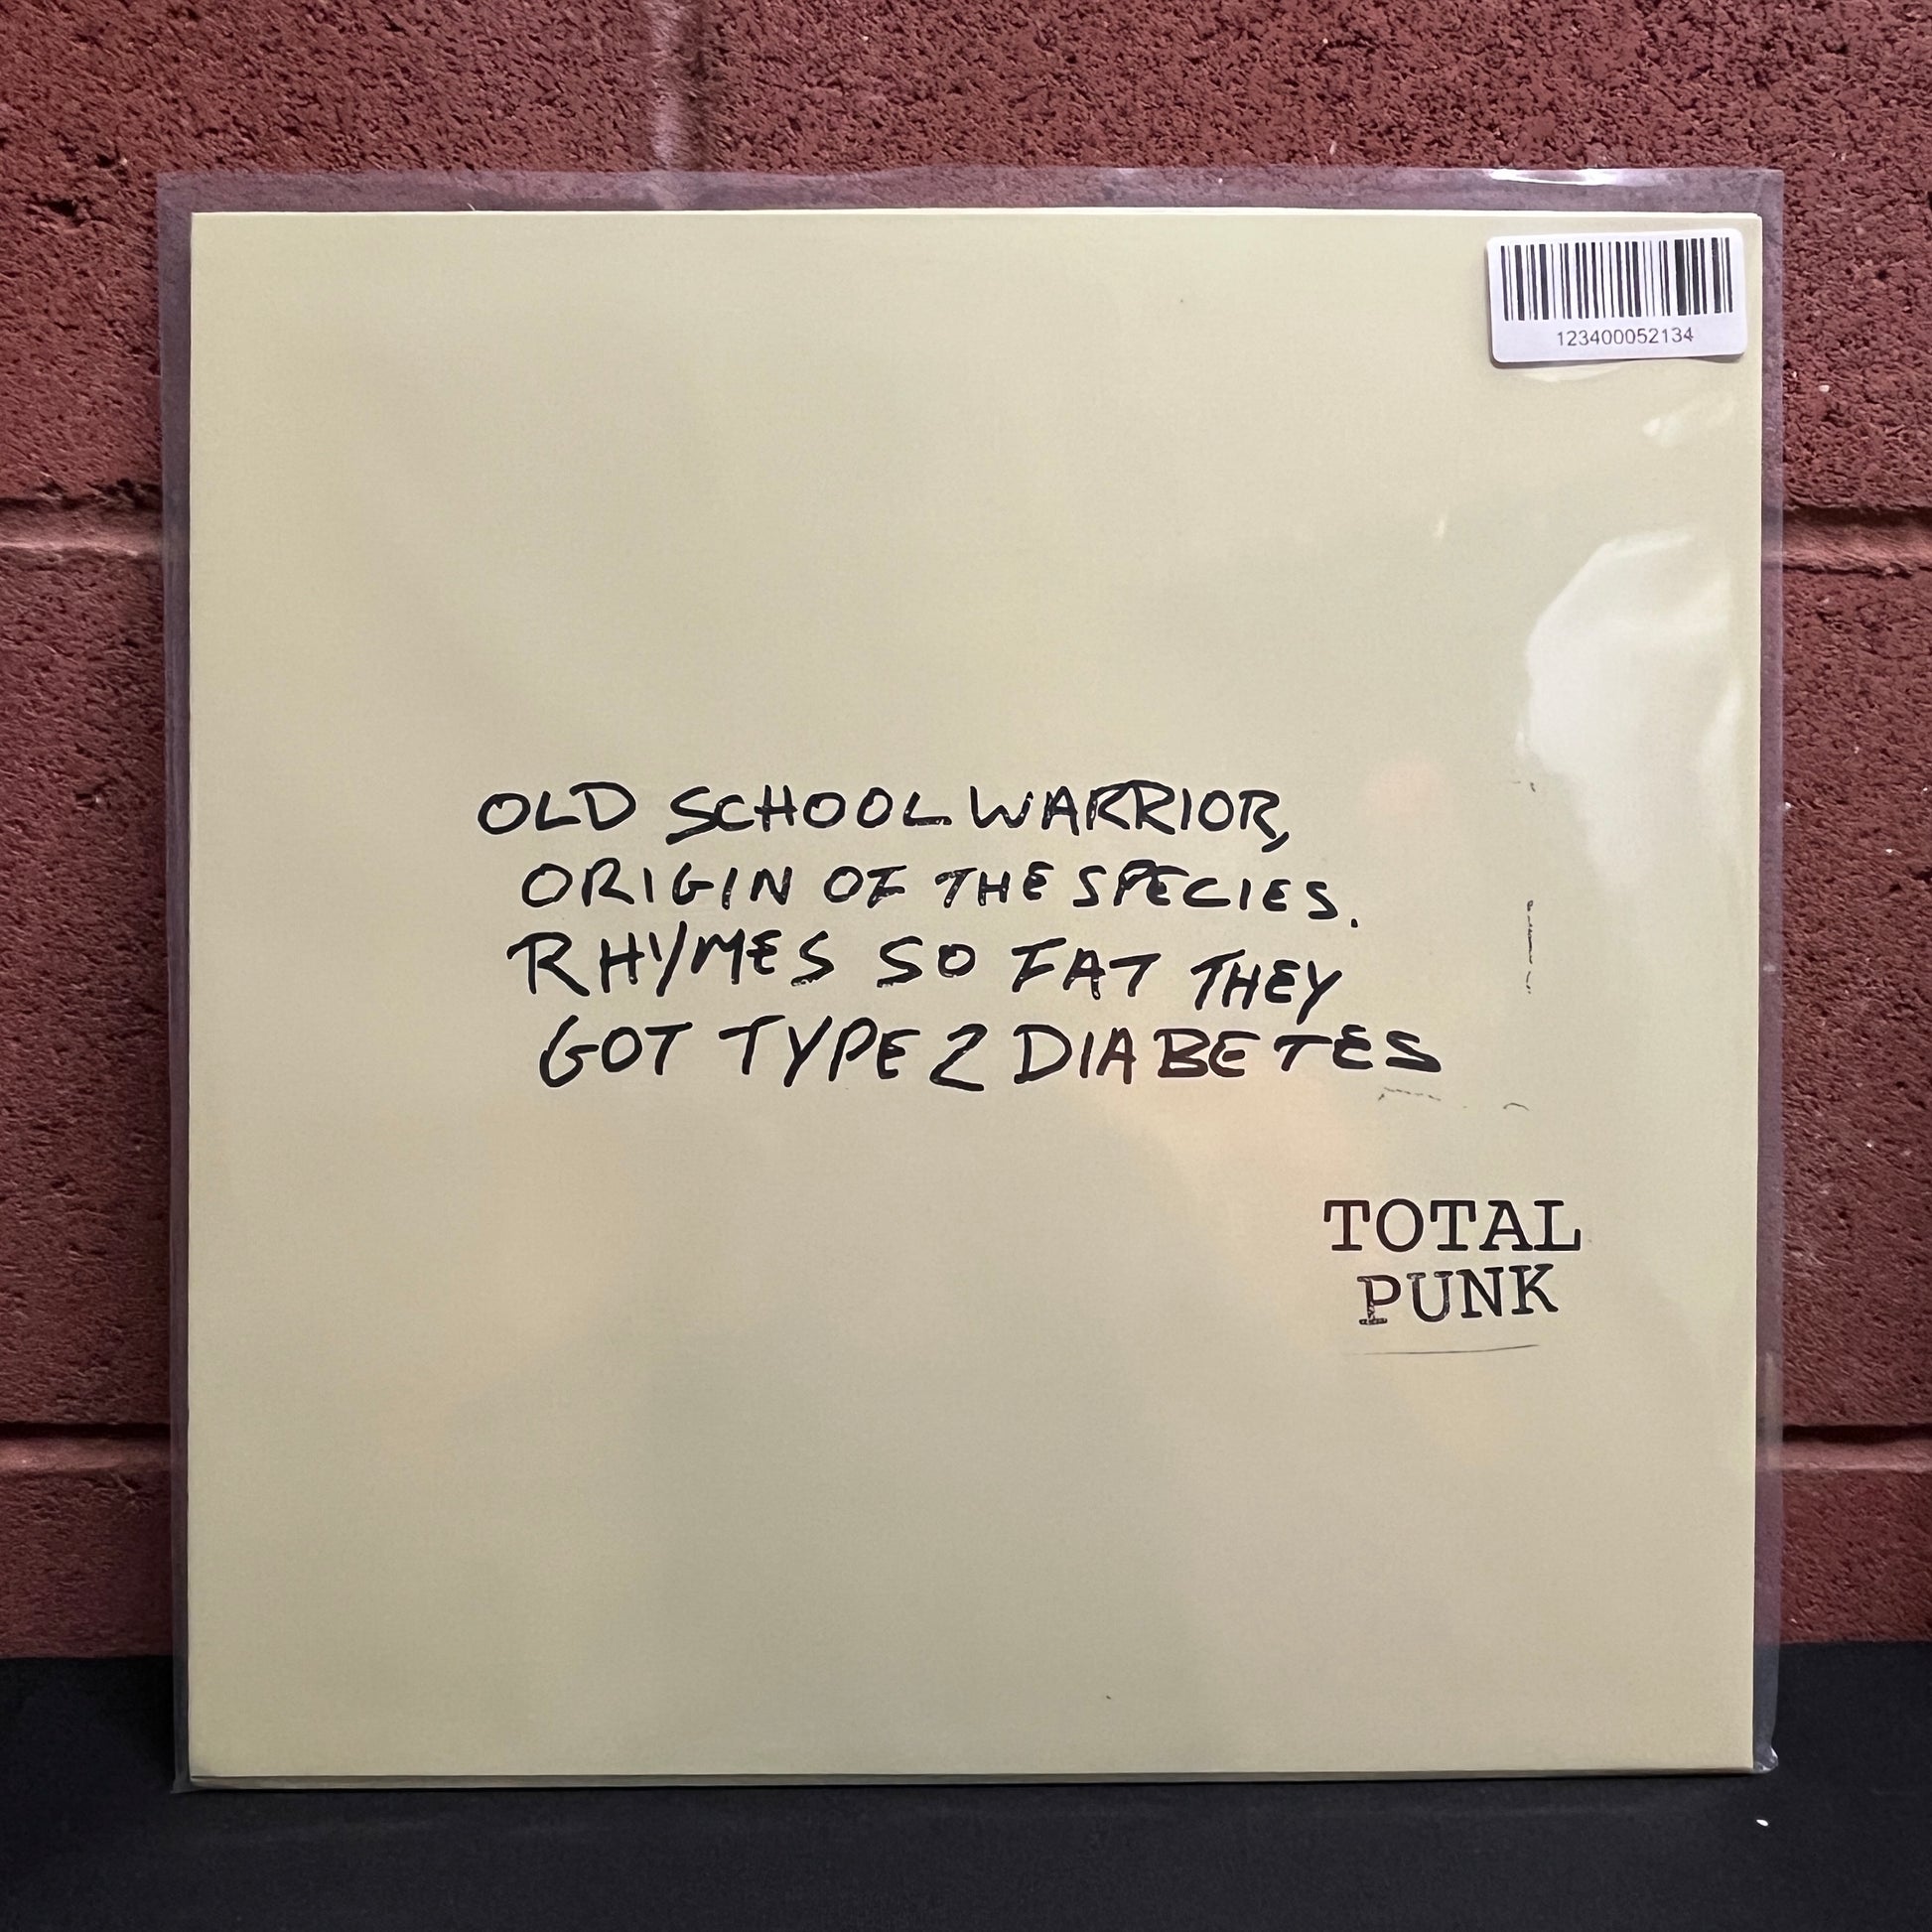 123400052134
OLD SCHOOL WARRIOR,
ORIGIN OF THE SPECIES.
RHYMES SO FAT THEY
GOT TYPE 2 DIABETES
TOTAL
PUNK